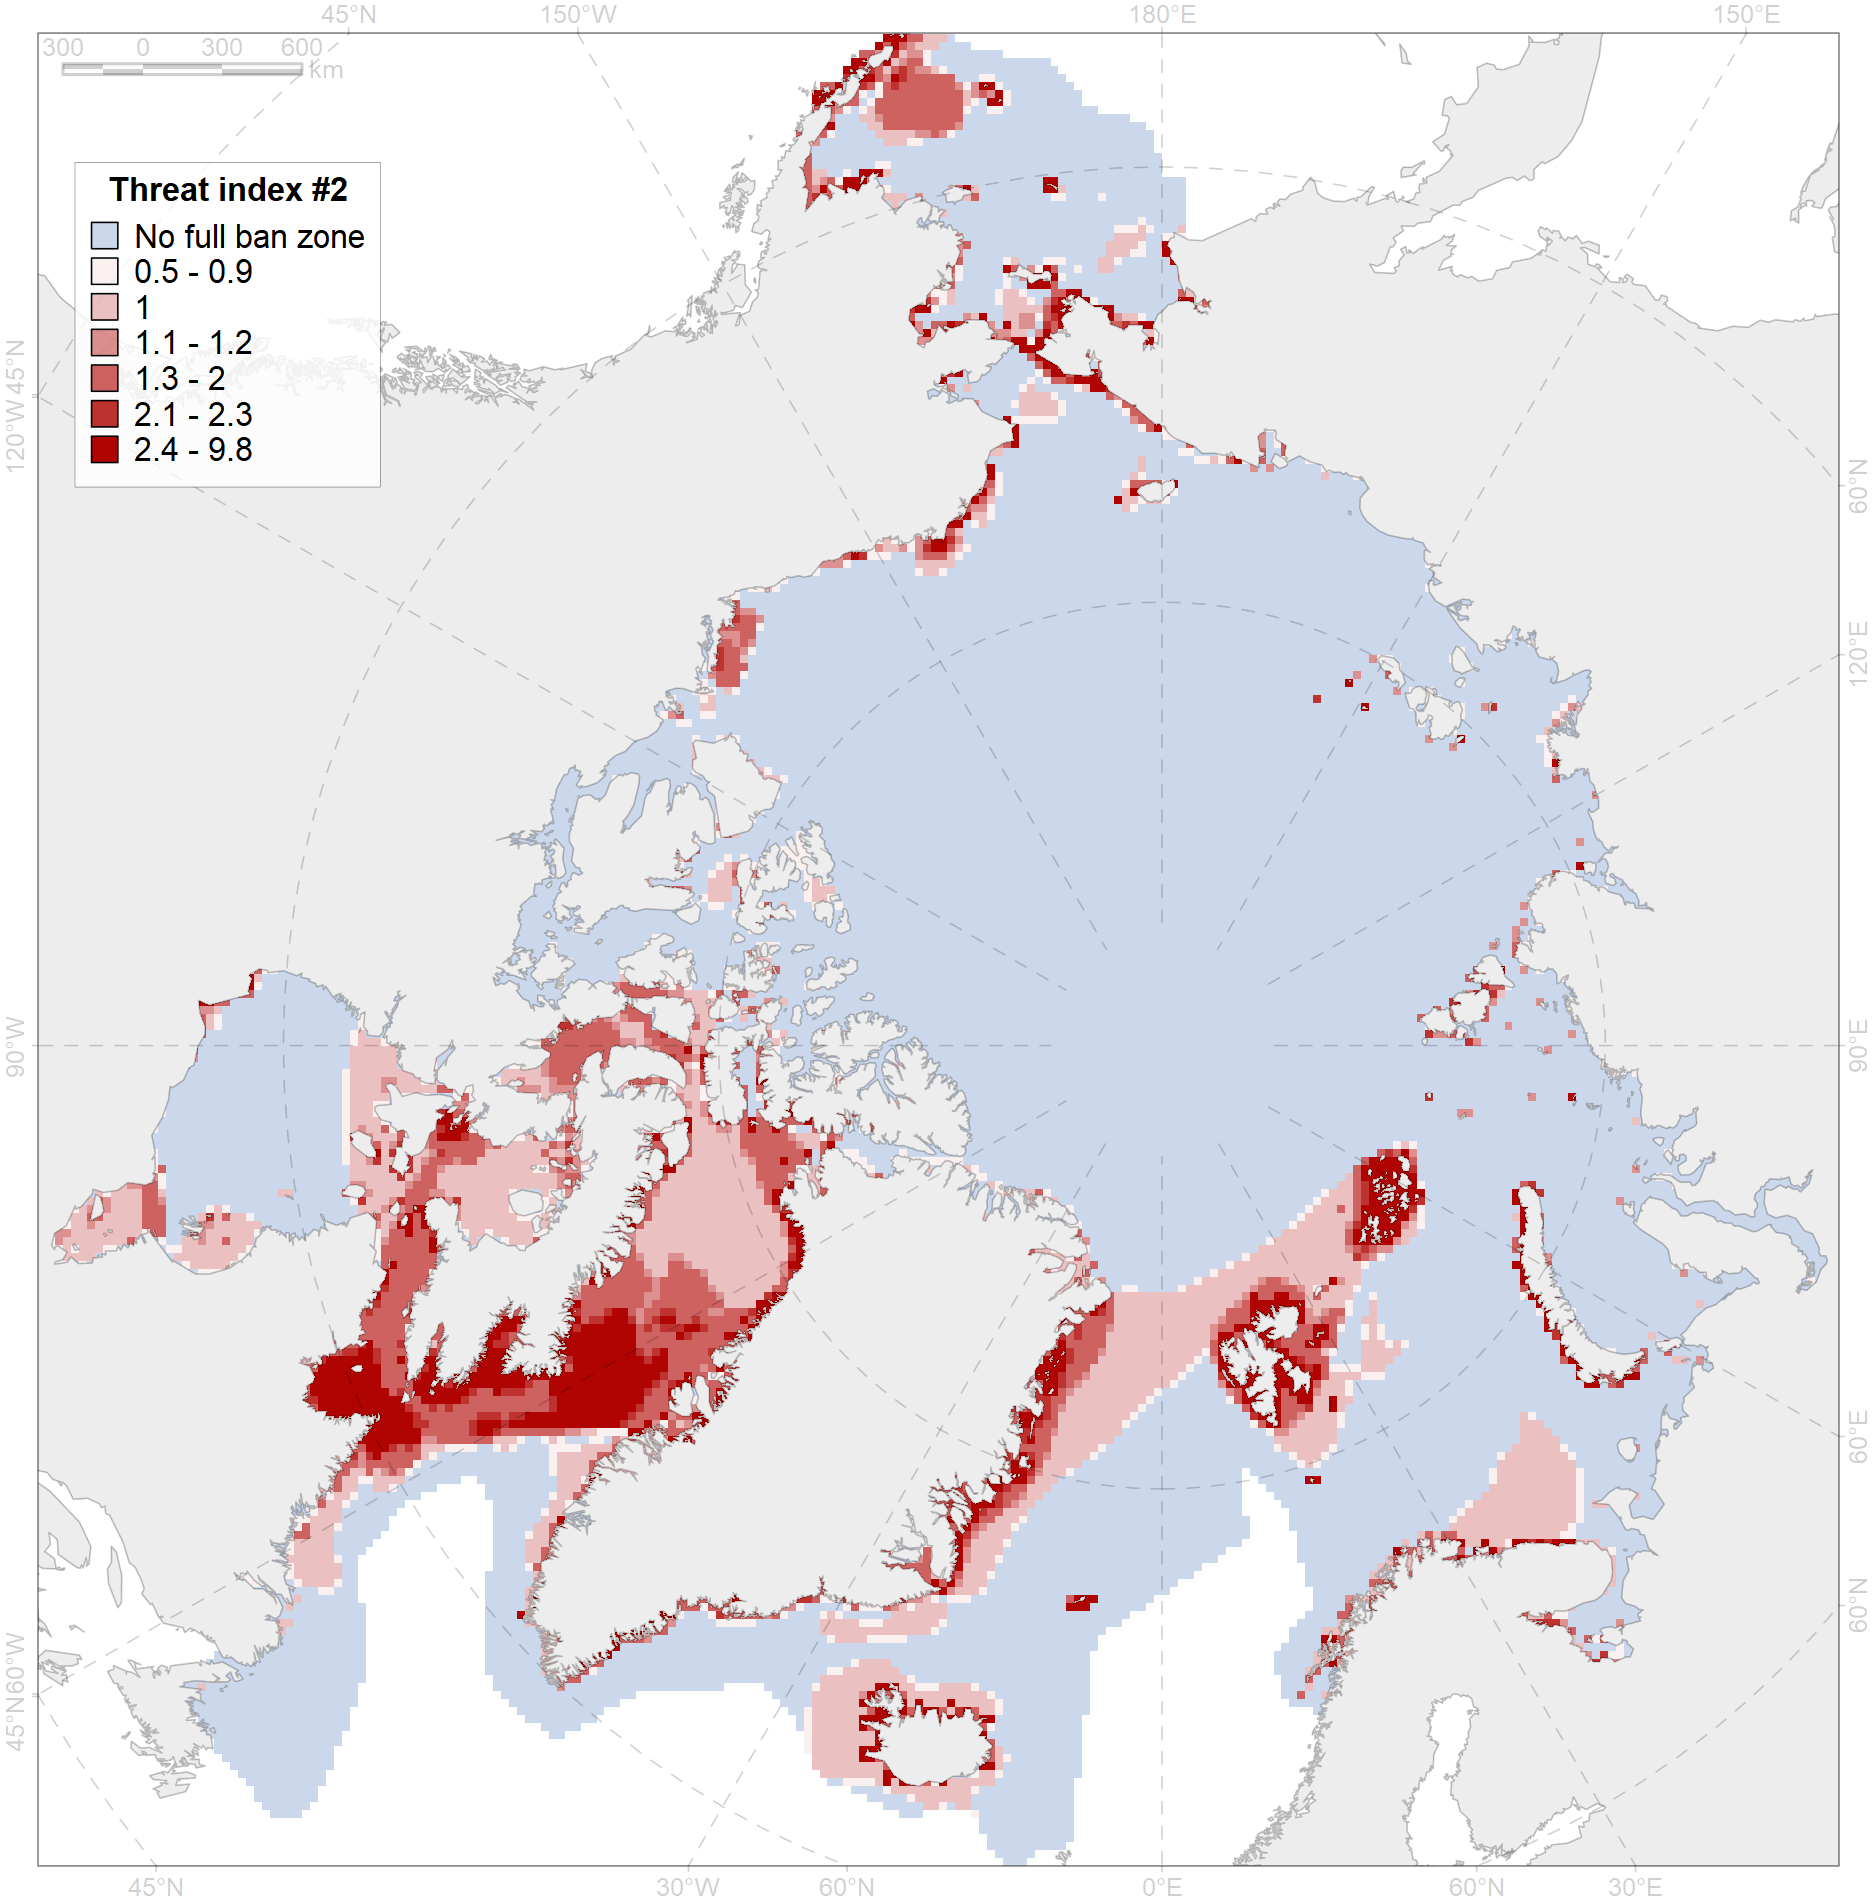 45°N 150°W 180°E 150°E
300 0 300 600
km
Threat index #2
No full ban zone
0.5 - 0.9
1
1.1 - 1.2
1.3 - 2
2.1 - 2.3
2.4 - 9.8
45°N
120°W
90°W
60°W
45°N
60°N
120°E
90°E
60°E
60°N
45°N 30°W 60°N 0°E 60°N 30°E